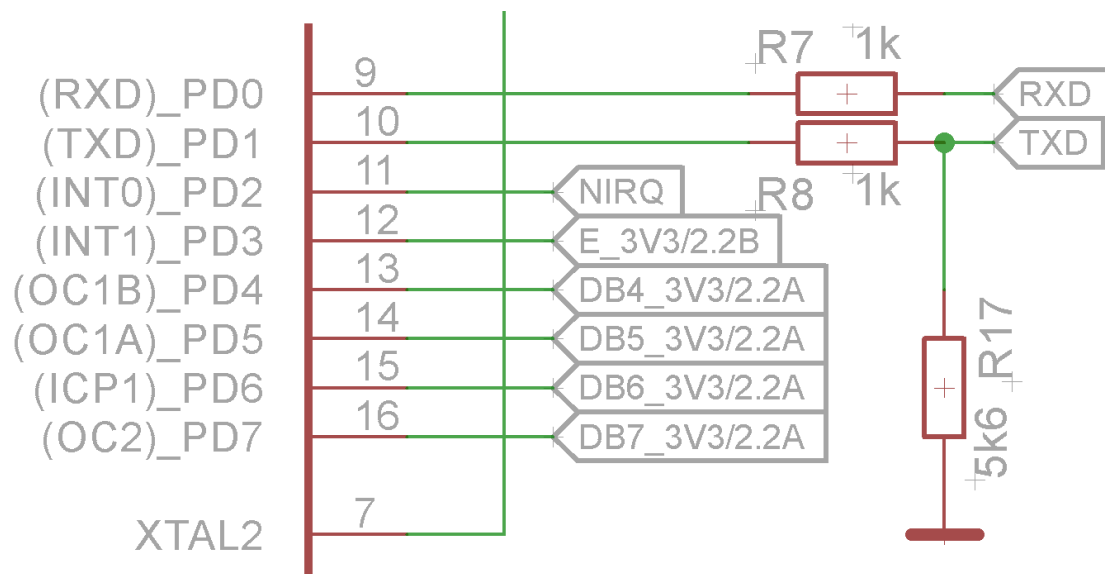 R7 1k
(RXD)_PD0 9 RXD
(TXD)_PD1 10 TXD
(INT0)_PD2 11 NIRQ R8 1k
(INT1)_PD3 12 E_3V3/2.2B
(OC1B)_PD4 13 DB4_3V3/2.2A
(OC1A)_PD5 14 DB5_3V3/2.2A
(ICP1)_PD6 15 DB6_3V3/2.2A
(OC2)_PD7 16 DB7_3V3/2.2A
R17
5k6
XTAL2 7